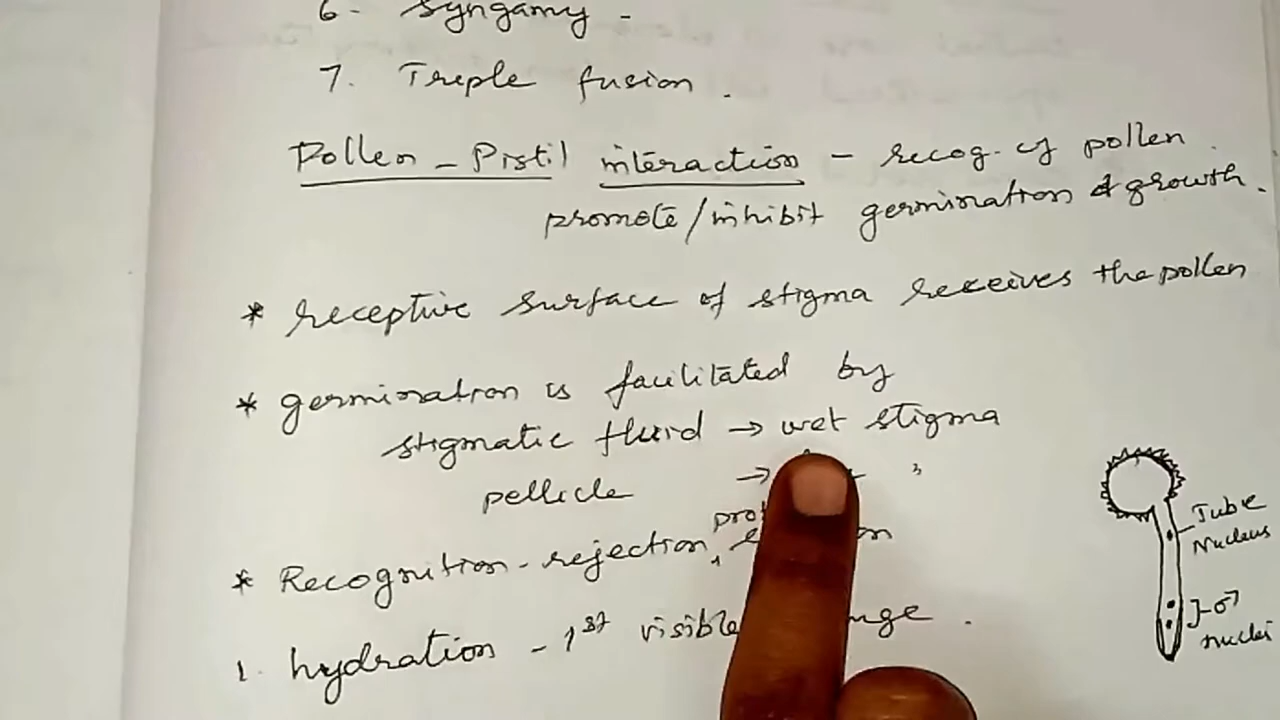 6. Syngamy.
7. Triple fusion.
Pollen-Pistil interaction - recog. of pollen.
promote/inhibit germination & growth.
* receptive surface of stigma receives the pollen
* germination is facilitated by
stigmatic fluid → wet stigma
pellicle → "
* Recognition-rejection,
1. hydration - 1st visible
Tube
Nucleus
♂
nuclei